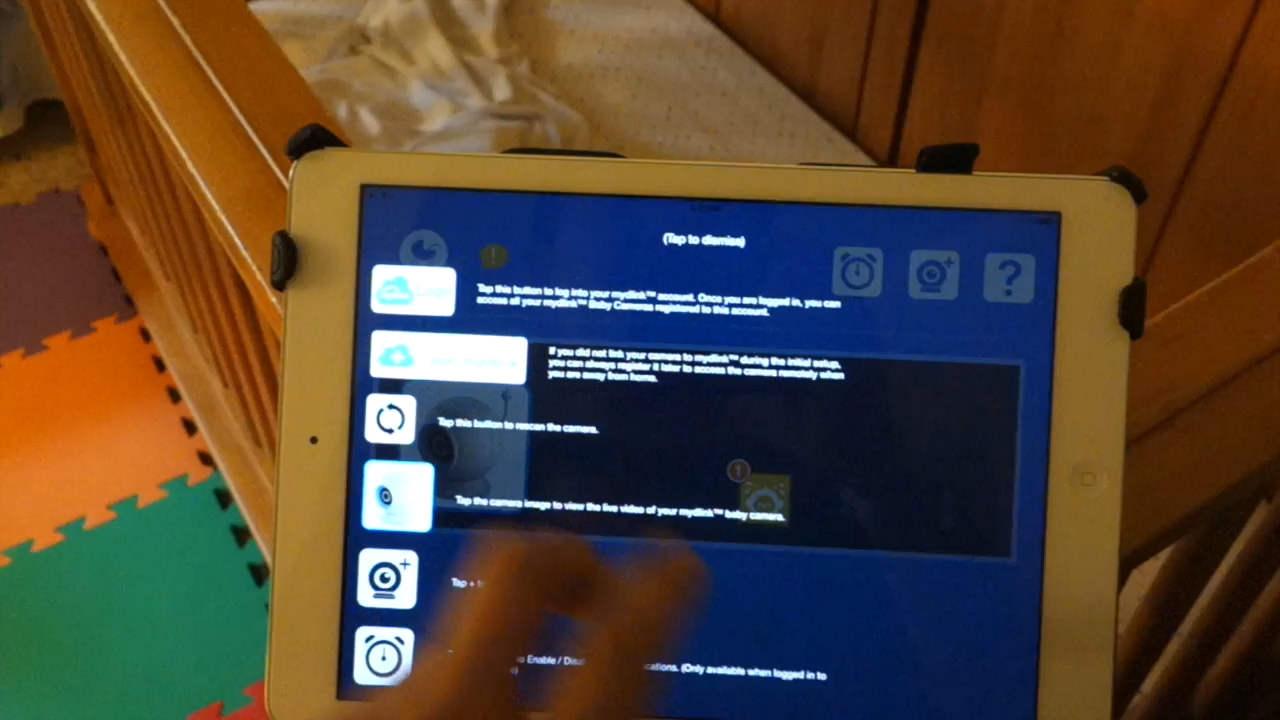 (Tap to dismiss)
Tap this button to log into your mydlink™ account. Once you are logged in, you can
access all your mydlink™ Baby Cameras registered to this account.
If you did not link your camera to mydlink™ during the initial setup,
you can always register it later to access the camera remotely when
you are away from home.
Tap this button to rescan the camera.
Tap the camera image to view the live video of your mydlink™ baby camera.
Tap +
Enable / (Only available when logged in to